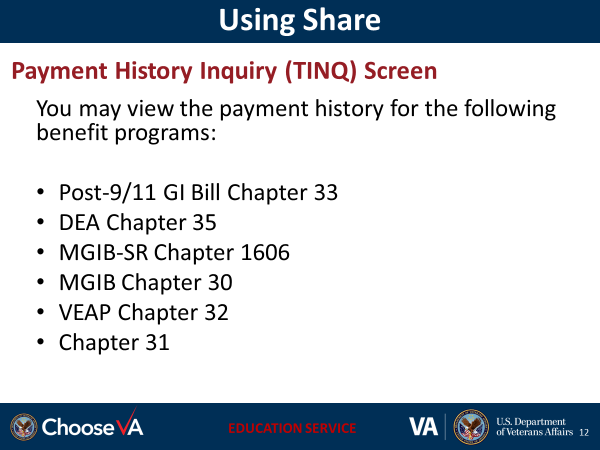 Using Share
Payment History Inquiry (TINQ) Screen
You may view the payment history for the following
benefit programs:
• Post-9/11 GI Bill Chapter 33
• DEA Chapter 35
• MGIB-SR Chapter 1606
• MGIB Chapter 30
• VEAP Chapter 32
• Chapter 31
ChooseVA
EDUCATION SERVICE
VA
U.S. Department
of Veterans Affairs
12